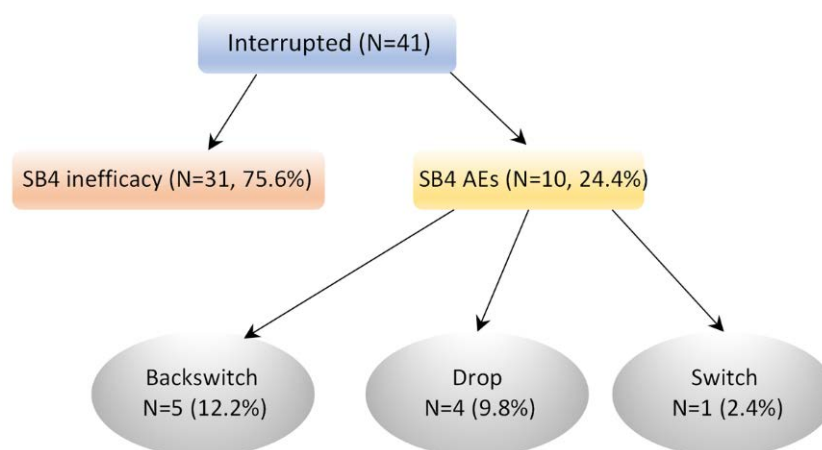 Interrupted (N=41)
SB4 inefficacy (N=31, 75.6%)
SB4 AEs (N=10, 24.4%)
Backswitch
N=5 (12.2%)
Drop
N=4 (9.8%)
Switch
N=1 (2.4%)